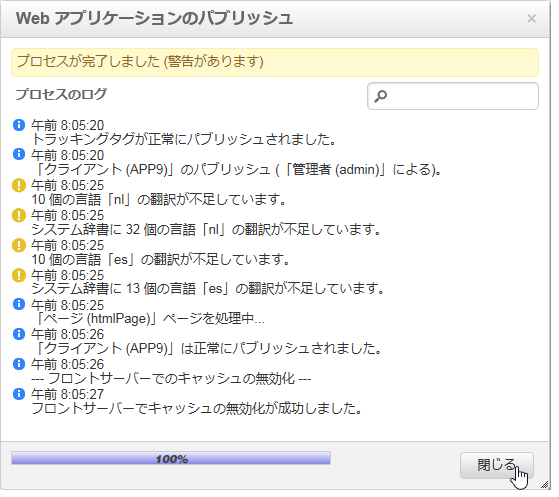 Web アプリケーションのパブリッシュ
プロセスが完了しました (警告があります)
プロセスのログ
午前 8:05:20
トラッキングタグが正常にパブリッシュされました。
午前 8:05:20
「クライアント (APP9)」のパブリッシュ (「管理者 (admin)」による)。
午前 8:05:25
10 個の言語「nl」の翻訳が不足しています。
午前 8:05:25
システム辞書に 32 個の言語「nl」の翻訳が不足しています。
午前 8:05:25
10 個の言語「es」の翻訳が不足しています。
午前 8:05:25
システム辞書に 13 個の言語「es」の翻訳が不足しています。
午前 8:05:25
「ページ (htmlPage)」ページを処理中...
午前 8:05:26
「クライアント (APP9)」は正常にパブリッシュされました。
午前 8:05:26
--- フロントサーバーでのキャッシュの無効化 ---
午前 8:05:27
フロントサーバーでキャッシュの無効化が成功しました。
100%
閉じる